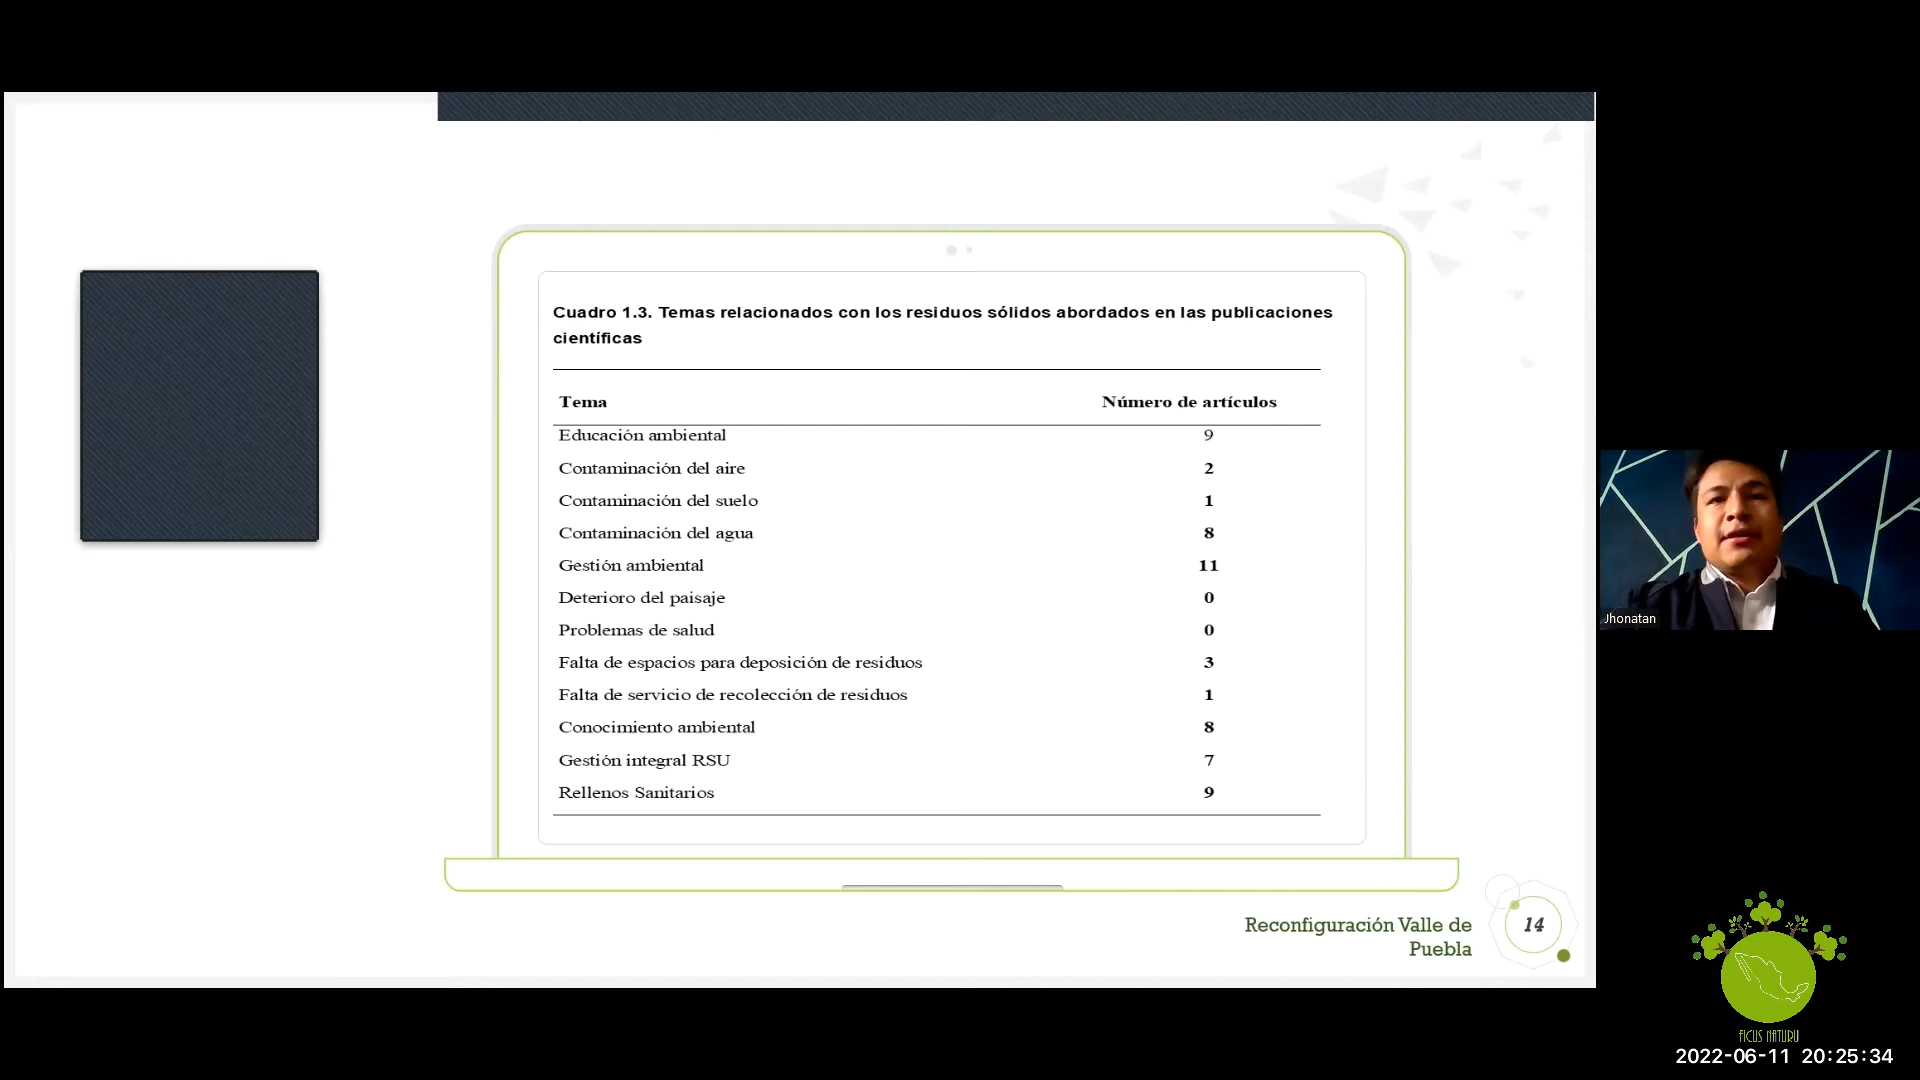 Cuadro 1.3. Temas relacionados con los residuos sólidos abordados en las publicaciones
científicas
Tema Número de artículos
Educación ambiental 9
Contaminación del aire 2
Contaminación del suelo 1
Contaminación del agua 8
Gestión ambiental 11
Deterioro del paisaje 0
Problemas de salud 0
Falta de espacios para deposición de residuos 3
Falta de servicio de recolección de residuos 1
Conocimiento ambiental 8
Gestión integral RSU 7
Rellenos Sanitarios 9
Reconfiguración Valle de
Puebla
14
Jhonatan
FICUS NATURU
2022-06-11 20:25:34